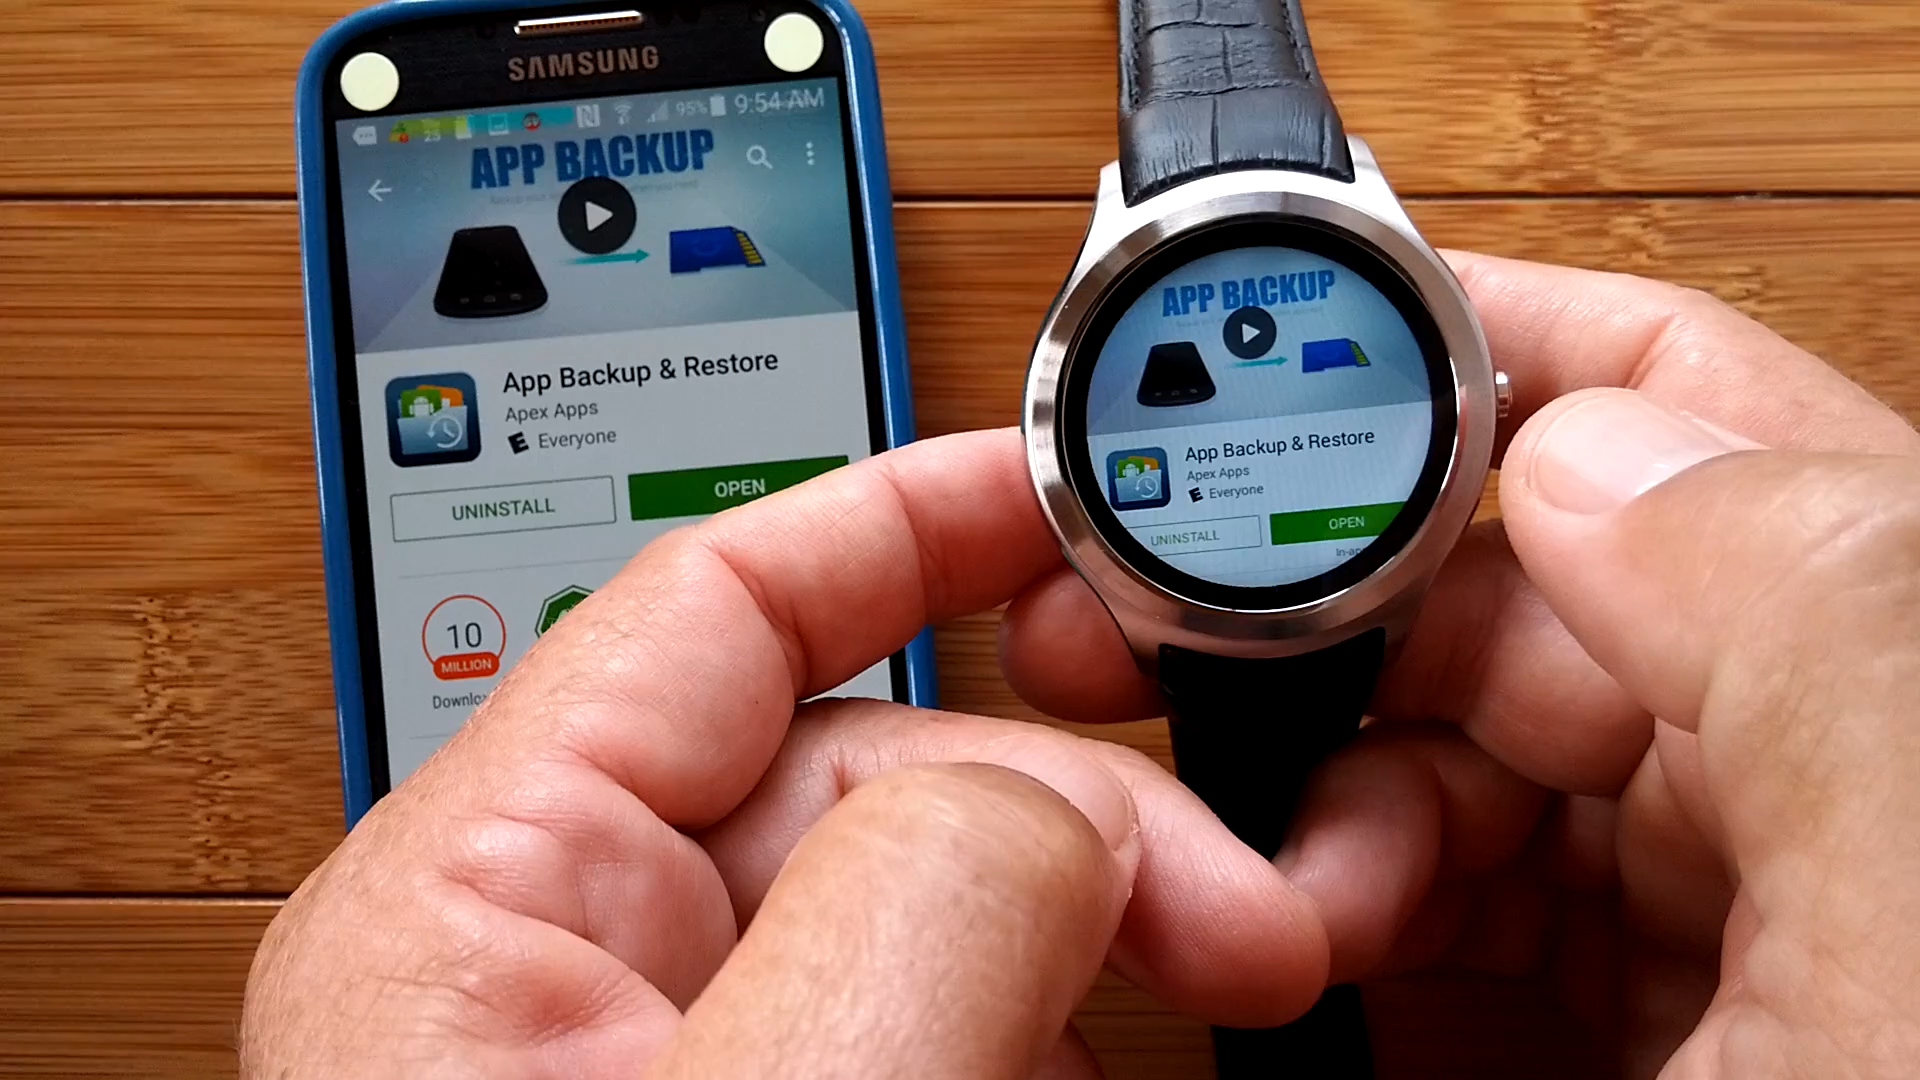 SAMSUNG
23 95% 9:54 AM
APP BACKUP
App Backup & Restore
Apex Apps
E Everyone
UNINSTALL
OPEN
10
MILLION
APP BACKUP
App Backup & Restore
Apex Apps
E Everyone
UNINSTALL
OPEN